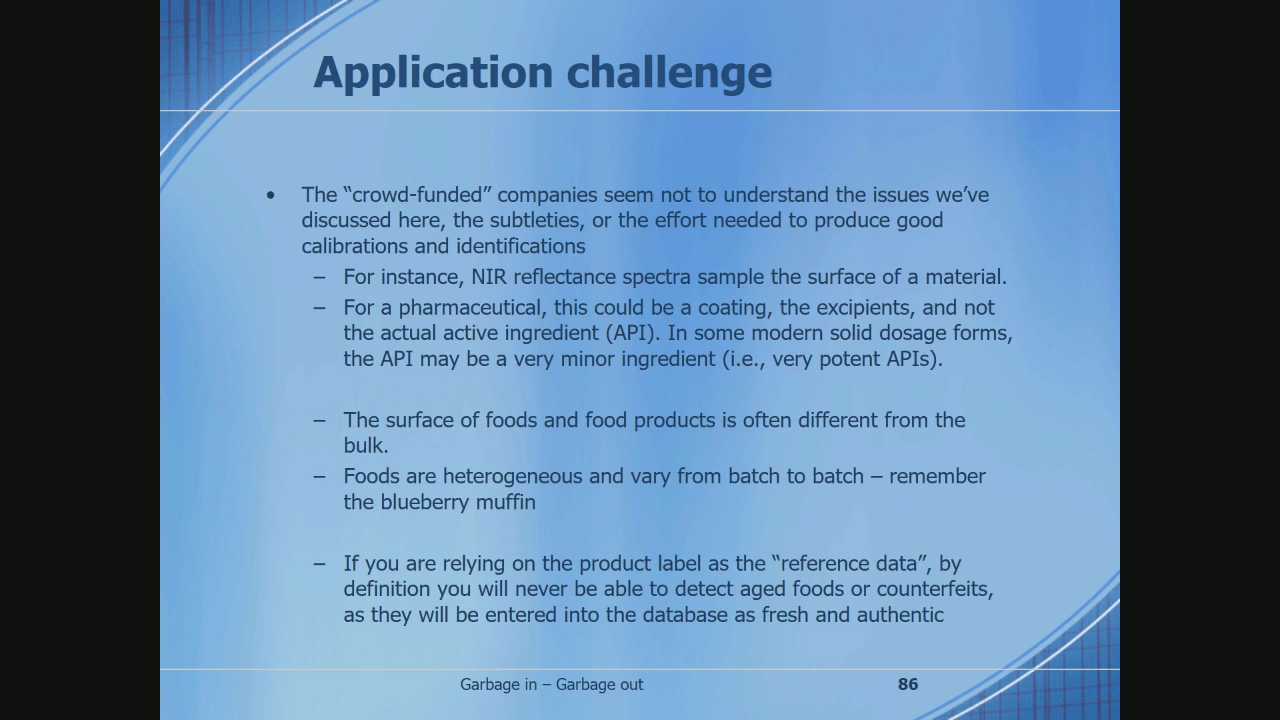 Application challenge
• The “crowd-funded” companies seem not to understand the issues we’ve
discussed here, the subtleties, or the effort needed to produce good
calibrations and identifications
– For instance, NIR reflectance spectra sample the surface of a material.
– For a pharmaceutical, this could be a coating, the excipients, and not
the actual active ingredient (API). In some modern solid dosage forms,
the API may be a very minor ingredient (i.e., very potent APIs).
– The surface of foods and food products is often different from the
bulk.
– Foods are heterogeneous and vary from batch to batch – remember
the blueberry muffin
– If you are relying on the product label as the “reference data”, by
definition you will never be able to detect aged foods or counterfeits,
as they will be entered into the database as fresh and authentic
Garbage in – Garbage out 86